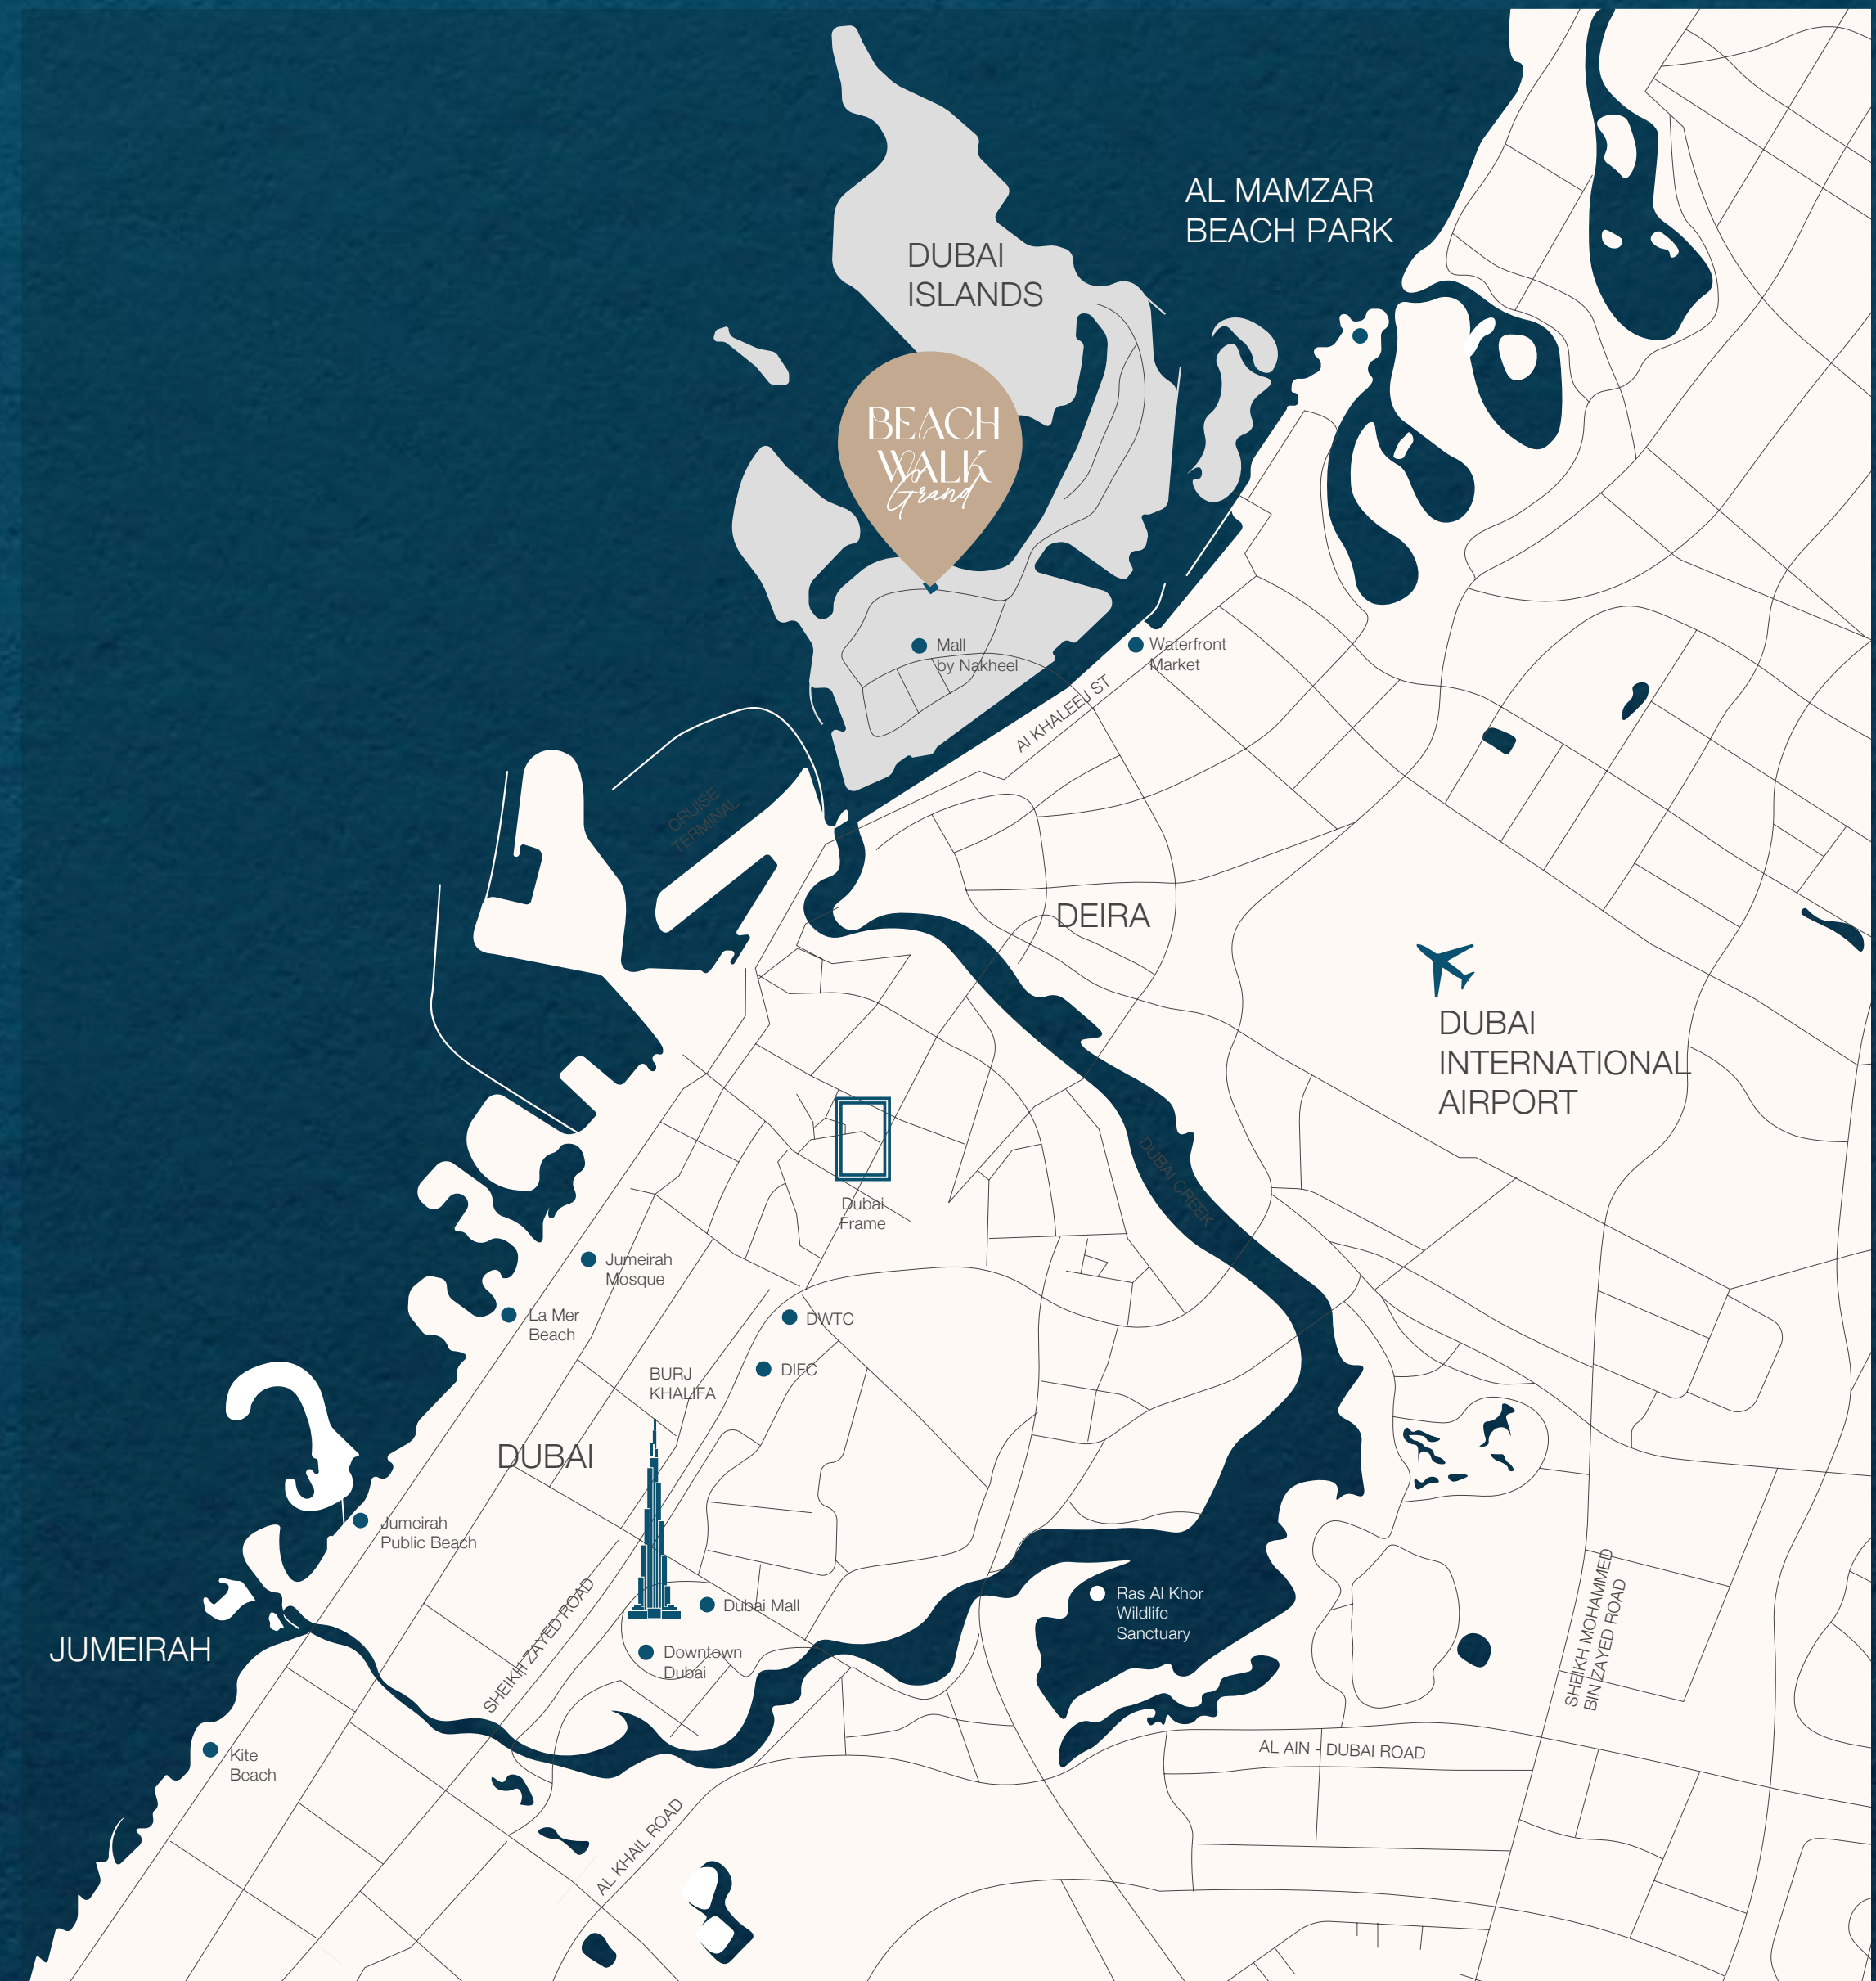 AL MAMZAR
BEACH PARK
DUBAI
ISLANDS
BEACH
WALK
Grand
Mall
by Nakheel
Waterfront
Market
Al KHALEEJ ST
CRUISE
TERMINAL
DEIRA
DUBAI
INTERNATIONAL
AIRPORT
DUBAI CREEK
Dubai
Frame
Jumeirah
Mosque
La Mer
Beach
DWTC
DIFC
BURJ
KHALIFA
DUBAI
Jumeirah
Public Beach
SHEIKH ZAYED ROAD
Dubai Mall
Downtown
Dubai
Ras Al Khor
Wildlife
Sanctuary
SHEIKH MOHAMMED
BIN ZAYED ROAD
JUMEIRAH
Kite
Beach
AL AIN - DUBAI ROAD
AL KHAIL ROAD